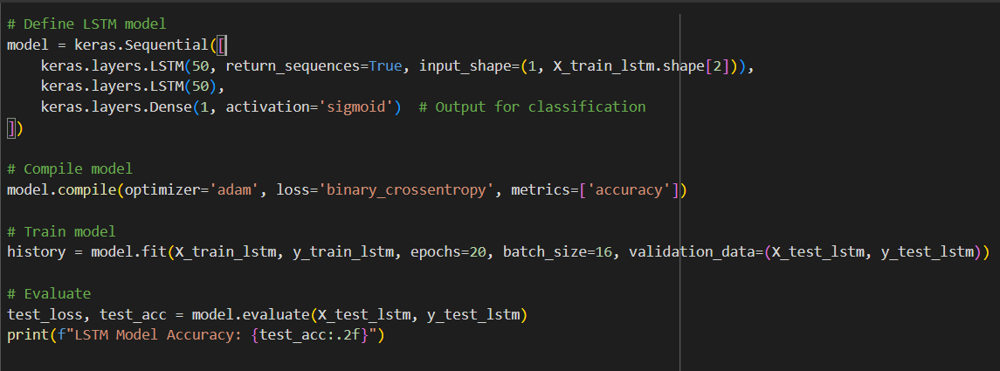 # Define LSTM model
model = keras.Sequential([
    keras.layers.LSTM(50, return_sequences=True, input_shape=(1, X_train_lstm.shape[2])),
    keras.layers.LSTM(50),
    keras.layers.Dense(1, activation='sigmoid')  # Output for classification
])
# Compile model
model.compile(optimizer='adam', loss='binary_crossentropy', metrics=['accuracy'])
# Train model
history = model.fit(X_train_lstm, y_train_lstm, epochs=20, batch_size=16, validation_data=(X_test_lstm, y_test_lstm))
# Evaluate
test_loss, test_acc = model.evaluate(X_test_lstm, y_test_lstm)
print(f"LSTM Model Accuracy: {test_acc:.2f}")